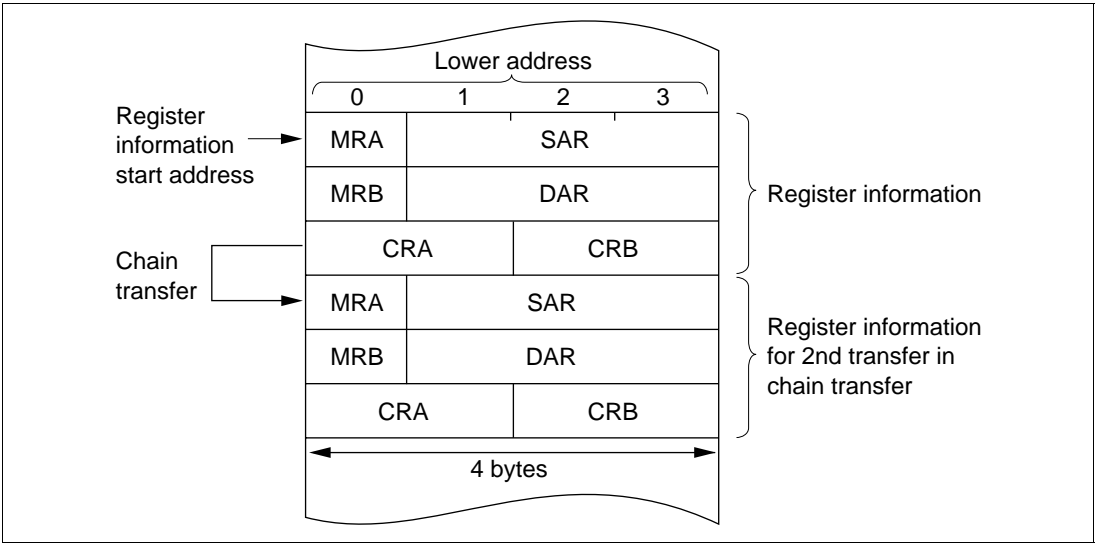 Lower address
0 1 2 3
Register
information
start address
MRA SAR
MRB DAR
Register information
CRA CRB
Chain
transfer
MRA SAR
MRB DAR
Register information
for 2nd transfer in
chain transfer
CRA CRB
4 bytes